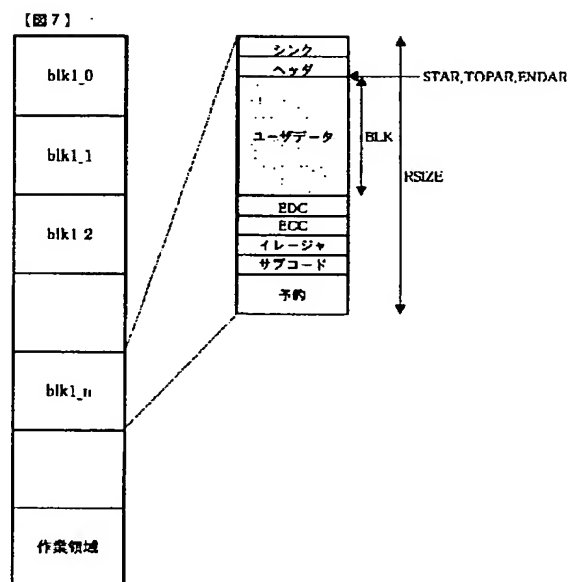 【図7】
blk1_0
blk1_1
blk1_2
blk1_n
作業領域
シンク
ヘッダ
ユーザデータ
EDC
ECC
イレージャ
サブコード
予約
STAR,TOPAR,ENDAR
BLK
RSIZE